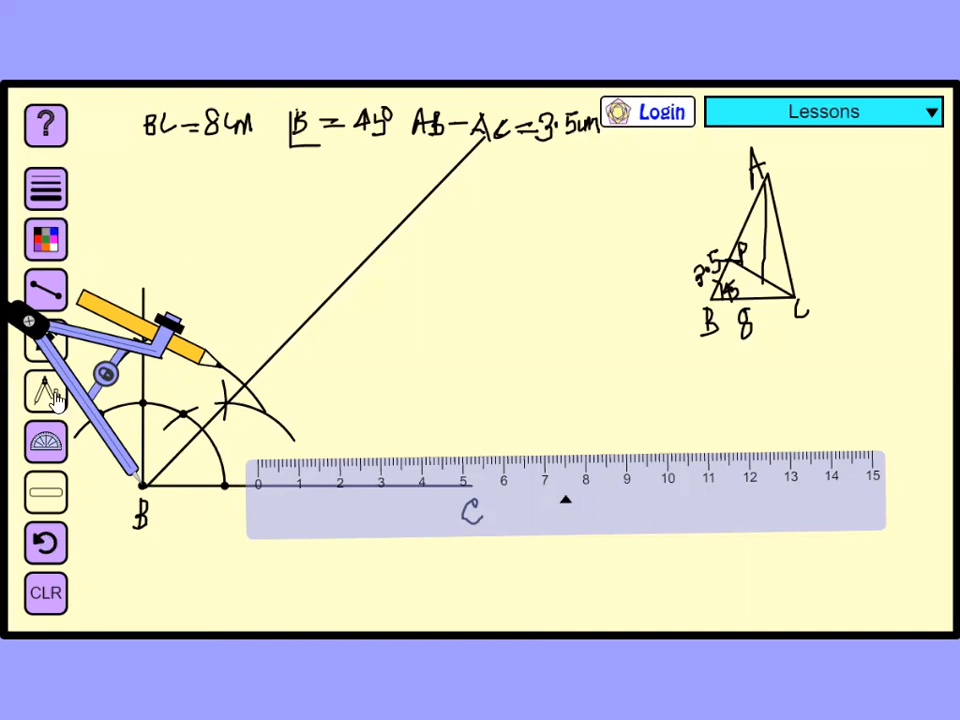 BC=8cm ∠B = 45° AB-AC=3.5cm
Login
Lessons
?
A
3.5 P
45
B 8 C
0 1 2 3 4 5 6 7 8 9 10 11 12 13 14 15
B C
CLR